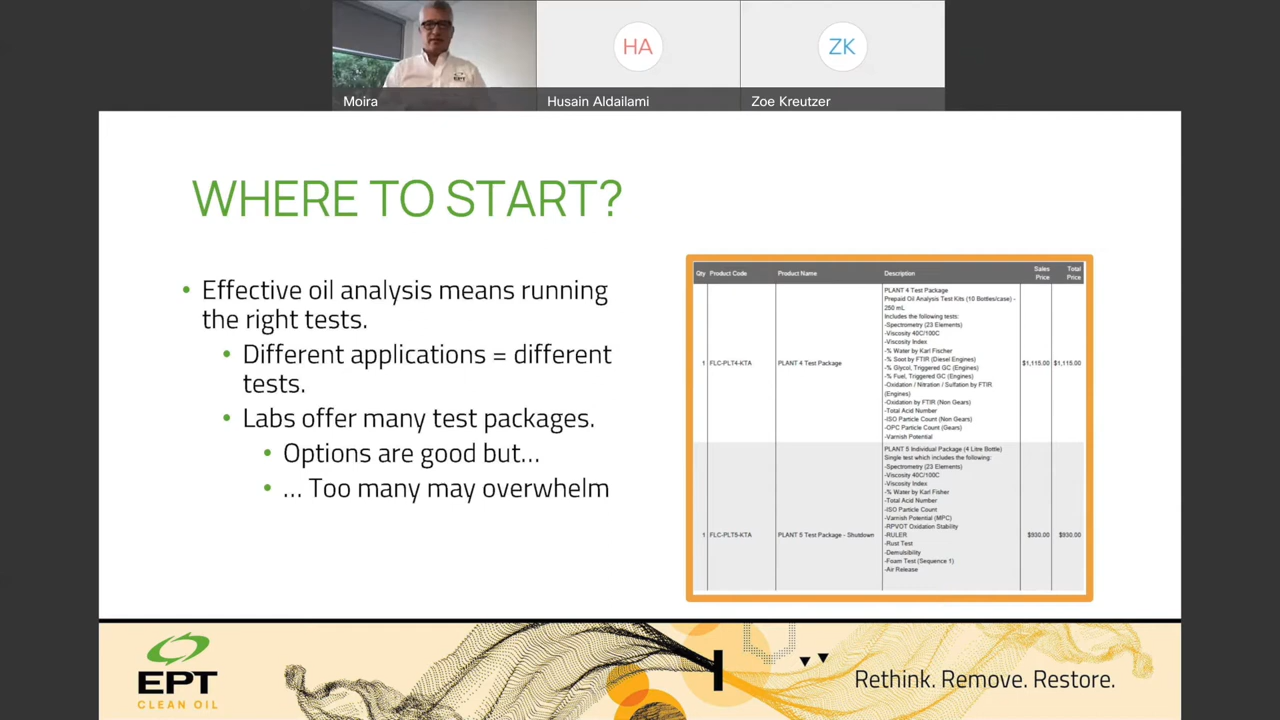 HA
ZK
EPT
Moira
Husain Aldailami
Zoe Kreutzer
WHERE TO START?
• Effective oil analysis means running
the right tests.
• Different applications = different
tests.
• Labs offer many test packages.
• Options are good but...
• ... Too many may overwhelm
Qty Product Code Product Name Description Sales Price Total Price
PLANT 4 Test Package
Prepaid Oil Analysis Test Kits (10 Bottles/case) -
250 mL
Includes the following tests:
-Spectrometry (23 Elements)
-Viscosity 40C/100C
-Viscosity Index
-% Water by Karl Fischer
-% Soot by FTIR (Diesel Engines)
1 FLC-PLT4-KTA PLANT 4 Test Package $1,115.00 $1,115.00
-% Glycol, Triggered GC (Engines)
-% Fuel, Triggered GC (Engines)
-Oxidation / Nitration / Sulfation by FTIR
(Engines)
-Oxidation by FTIR (Non Gears)
-Total Acid Number
-ISO Particle Count (Non Gears)
-OPC Particle Count (Gears)
-Varnish Potential
PLANT 5 Individual Package (4 Litre Bottle)
Single test which includes the following:
-Spectrometry (23 Elements)
-Viscosity 40C/100C
-Viscosity Index
-% Water by Karl Fisher
-Total Acid Number
-ISO Particle Count
-Varnish Potential (MPC)
-RPVOT Oxidation Stability
1 FLC-PLT5-KTA PLANT 5 Test Package - Shutdown -RULER $930.00 $930.00
-Rust Test
-Demulsibility
-Foam Test (Sequence 1)
-Air Release
EPT
CLEAN OIL
Rethink. Remove. Restore.